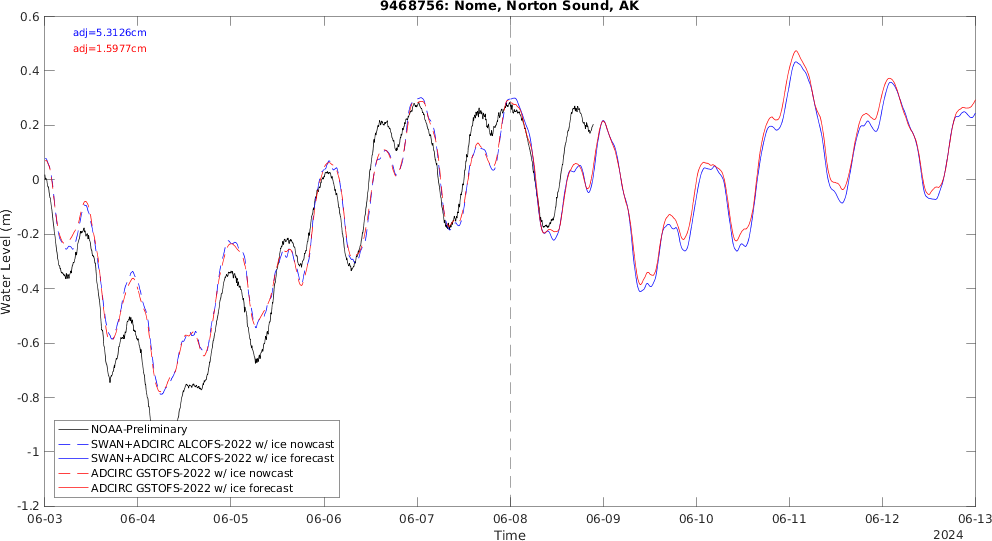 9468756: Nome, Norton Sound, AK
adj=5.3126cm
adj=1.5977cm
0.6
0.4
0.2
0
-0.2
-0.4
-0.6
-0.8
-1
-1.2
Water Level (m)
NOAA-Preliminary
SWAN+ADCIRC ALCOFS-2022 w/ ice nowcast
SWAN+ADCIRC ALCOFS-2022 w/ ice forecast
ADCIRC GSTOFS-2022 w/ ice nowcast
ADCIRC GSTOFS-2022 w/ ice forecast
06-03 06-04 06-05 06-06 06-07 06-08 06-09 06-10 06-11 06-12 06-13
Time
2024